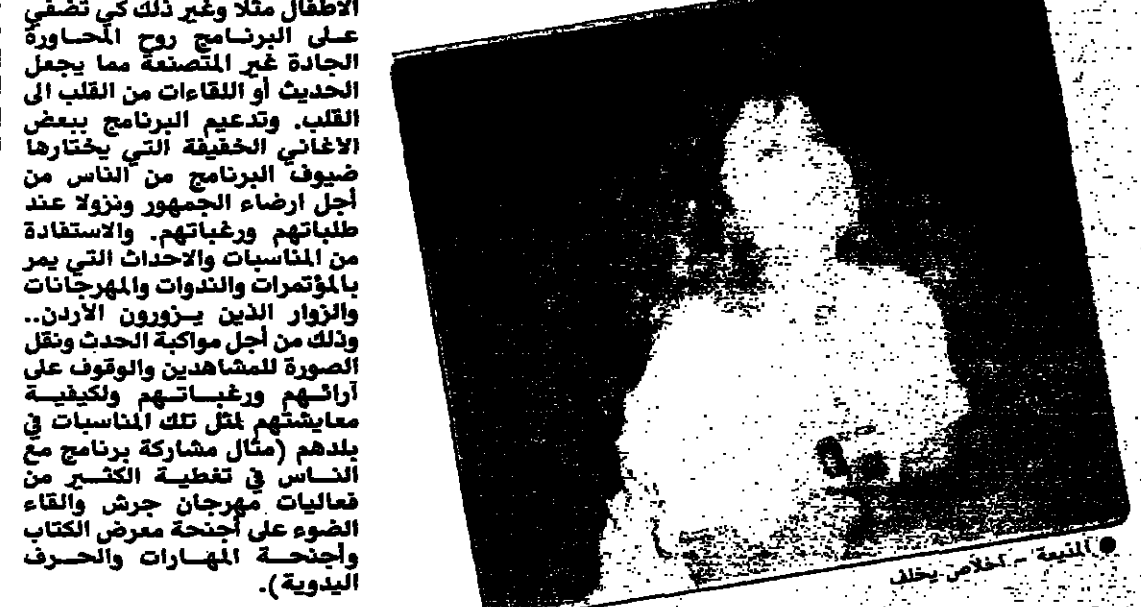 الاطفال مثلا وغير ذلك كي تضفي
على البرنامج روح المحاورة
الجادة غير المتصنعة مما يجعل
الحديث أو اللقاءات من القلب الى
القلب. وتدعيم البرنامج ببعض
الاغاني الخفيفة التي يختارها
ضيوف البرنامج من الناس من
أجل ارضاء الجمهور ونزولا عند
طلباتهم ورغباتهم. والاستفادة
من المناسبات والاحداث التي يمر
بالمؤتمرات والندوات والمهرجانات
والزوار الذين يزورون الأردن..
وذلك من أجل مواكبة الحدث ونقل
الصورة للمشاهدين والوقوف على
آرائهم ورغباتهم ولكيفية
معايشتهم لمثل تلك المناسبات في
بلدهم (مثال مشاركة برنامج مع
الناس في تغطية الكثير من
فعاليات مهرجان جرش والقاء
الضوء على أجنحة معرض الكتاب
وأجنحة المهارات والحرف
اليدوية).
● المذيعة - اخلاص يخلف